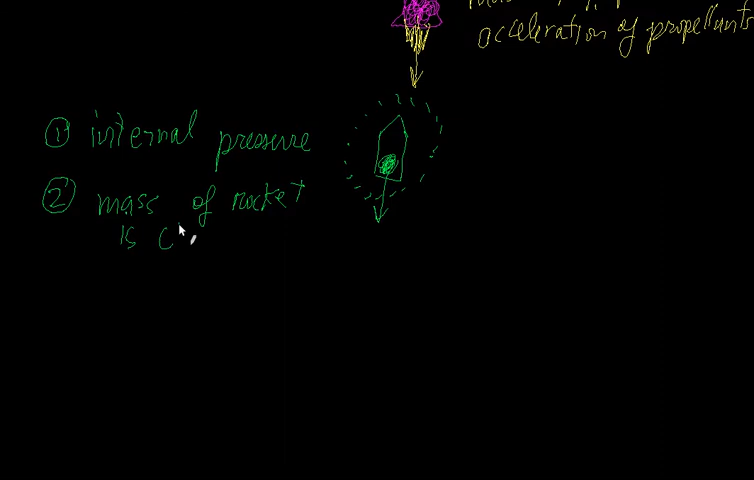 acceleration of propellants
① internal pressure
② mass of rocket
is c